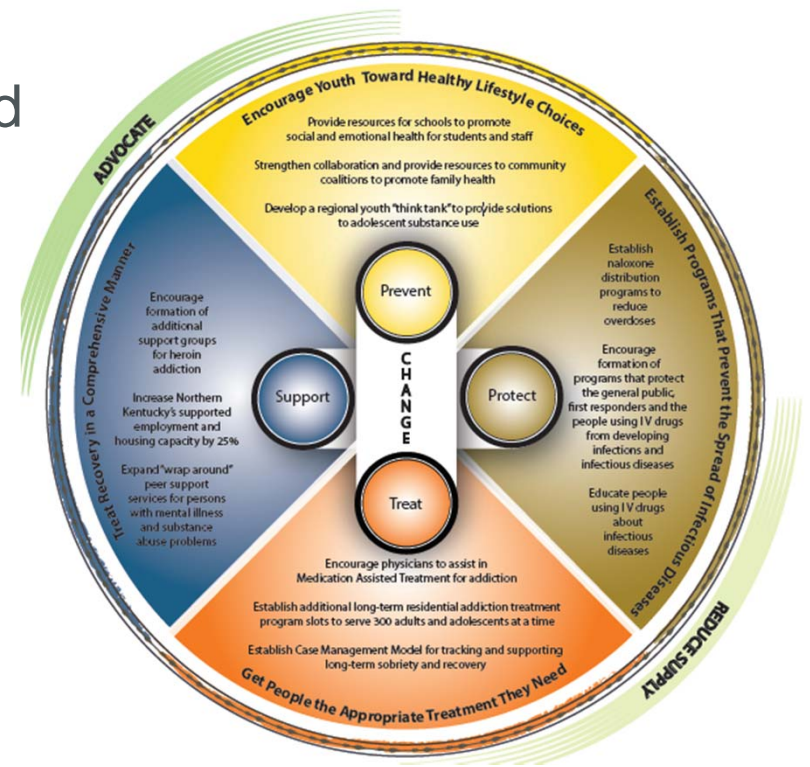 d
ADVOCATE
Encourage Youth Toward Healthy Lifestyle Choices
Provide resources for schools to promote
social and emotional health for students and staff
Strengthen collaboration and provide resources to community
coalitions to promote family health
Develop a regional youth "think tank" to provide solutions
to adolescent substance use
Prevent
Treat Recovery in a Comprehensive Manner
Encourage
formation of
additional
support groups
for heroin
addiction
Increase Northern
Kentucky's supported
employment and
housing capacity by 25%
Expand "wrap around"
peer support
services for persons
with mental illness
and substance
abuse problems
Support
CHANGE
Protect
Establish
naloxone
distribution
programs to
reduce
overdoses
Encourage
formation of
programs that protect
the general public,
first responders and the
people using IV drugs
from developing
infections and
infectious diseases
Educate people
using IV drugs
about
infectious
diseases
Establish Programs That Prevent the Spread of Infectious Diseases
Treat
Encourage physicians to assist in
Medication Assisted Treatment for addiction
Establish additional long-term residential addiction treatment
program slots to serve 300 adults and adolescents at a time
Establish Case Management Model for tracking and supporting
long-term sobriety and recovery
Get People the Appropriate Treatment They Need
REDUCE SUPPLY